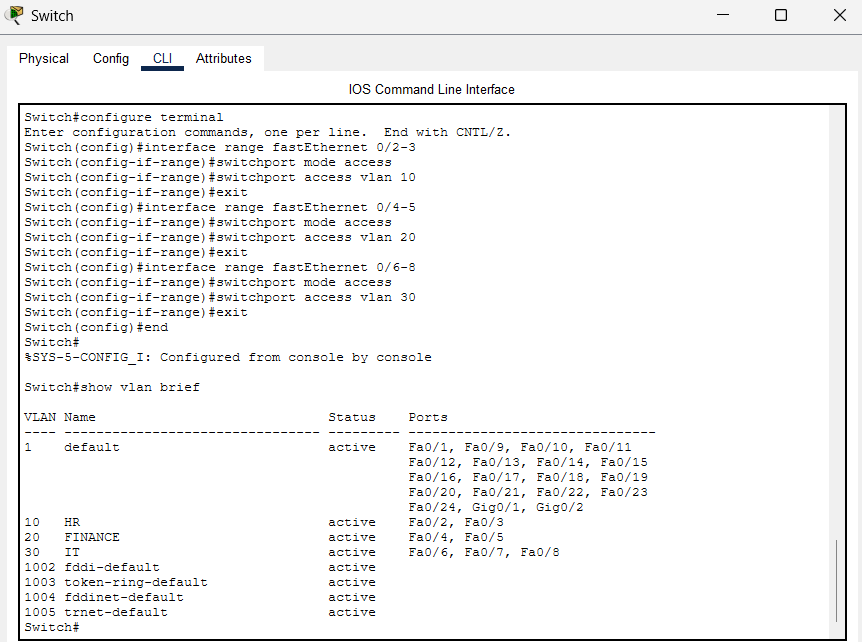 Switch
Physical Config CLI Attributes
IOS Command Line Interface
Switch#configure terminal
Enter configuration commands, one per line.  End with CNTL/Z.
Switch(config)#interface range fastEthernet 0/2-3
Switch(config-if-range)#switchport mode access
Switch(config-if-range)#switchport access vlan 10
Switch(config-if-range)#exit
Switch(config)#interface range fastEthernet 0/4-5
Switch(config-if-range)#switchport mode access
Switch(config-if-range)#switchport access vlan 20
Switch(config-if-range)#exit
Switch(config)#interface range fastEthernet 0/6-8
Switch(config-if-range)#switchport mode access
Switch(config-if-range)#switchport access vlan 30
Switch(config-if-range)#exit
Switch(config)#end
Switch#
%SYS-5-CONFIG_I: Configured from console by console
Switch#show vlan brief
VLAN Name                             Status    Ports
---- -------------------------------- --------- -------------------------------
1    default                          active    Fa0/1, Fa0/9, Fa0/10, Fa0/11
                                                Fa0/12, Fa0/13, Fa0/14, Fa0/15
                                                Fa0/16, Fa0/17, Fa0/18, Fa0/19
                                                Fa0/20, Fa0/21, Fa0/22, Fa0/23
                                                Fa0/24, Gig0/1, Gig0/2
10   HR                               active    Fa0/2, Fa0/3
20   FINANCE                          active    Fa0/4, Fa0/5
30   IT                               active    Fa0/6, Fa0/7, Fa0/8
1002 fddi-default                     active
1003 token-ring-default               active
1004 fddinet-default                  active
1005 trnet-default                    active
Switch#